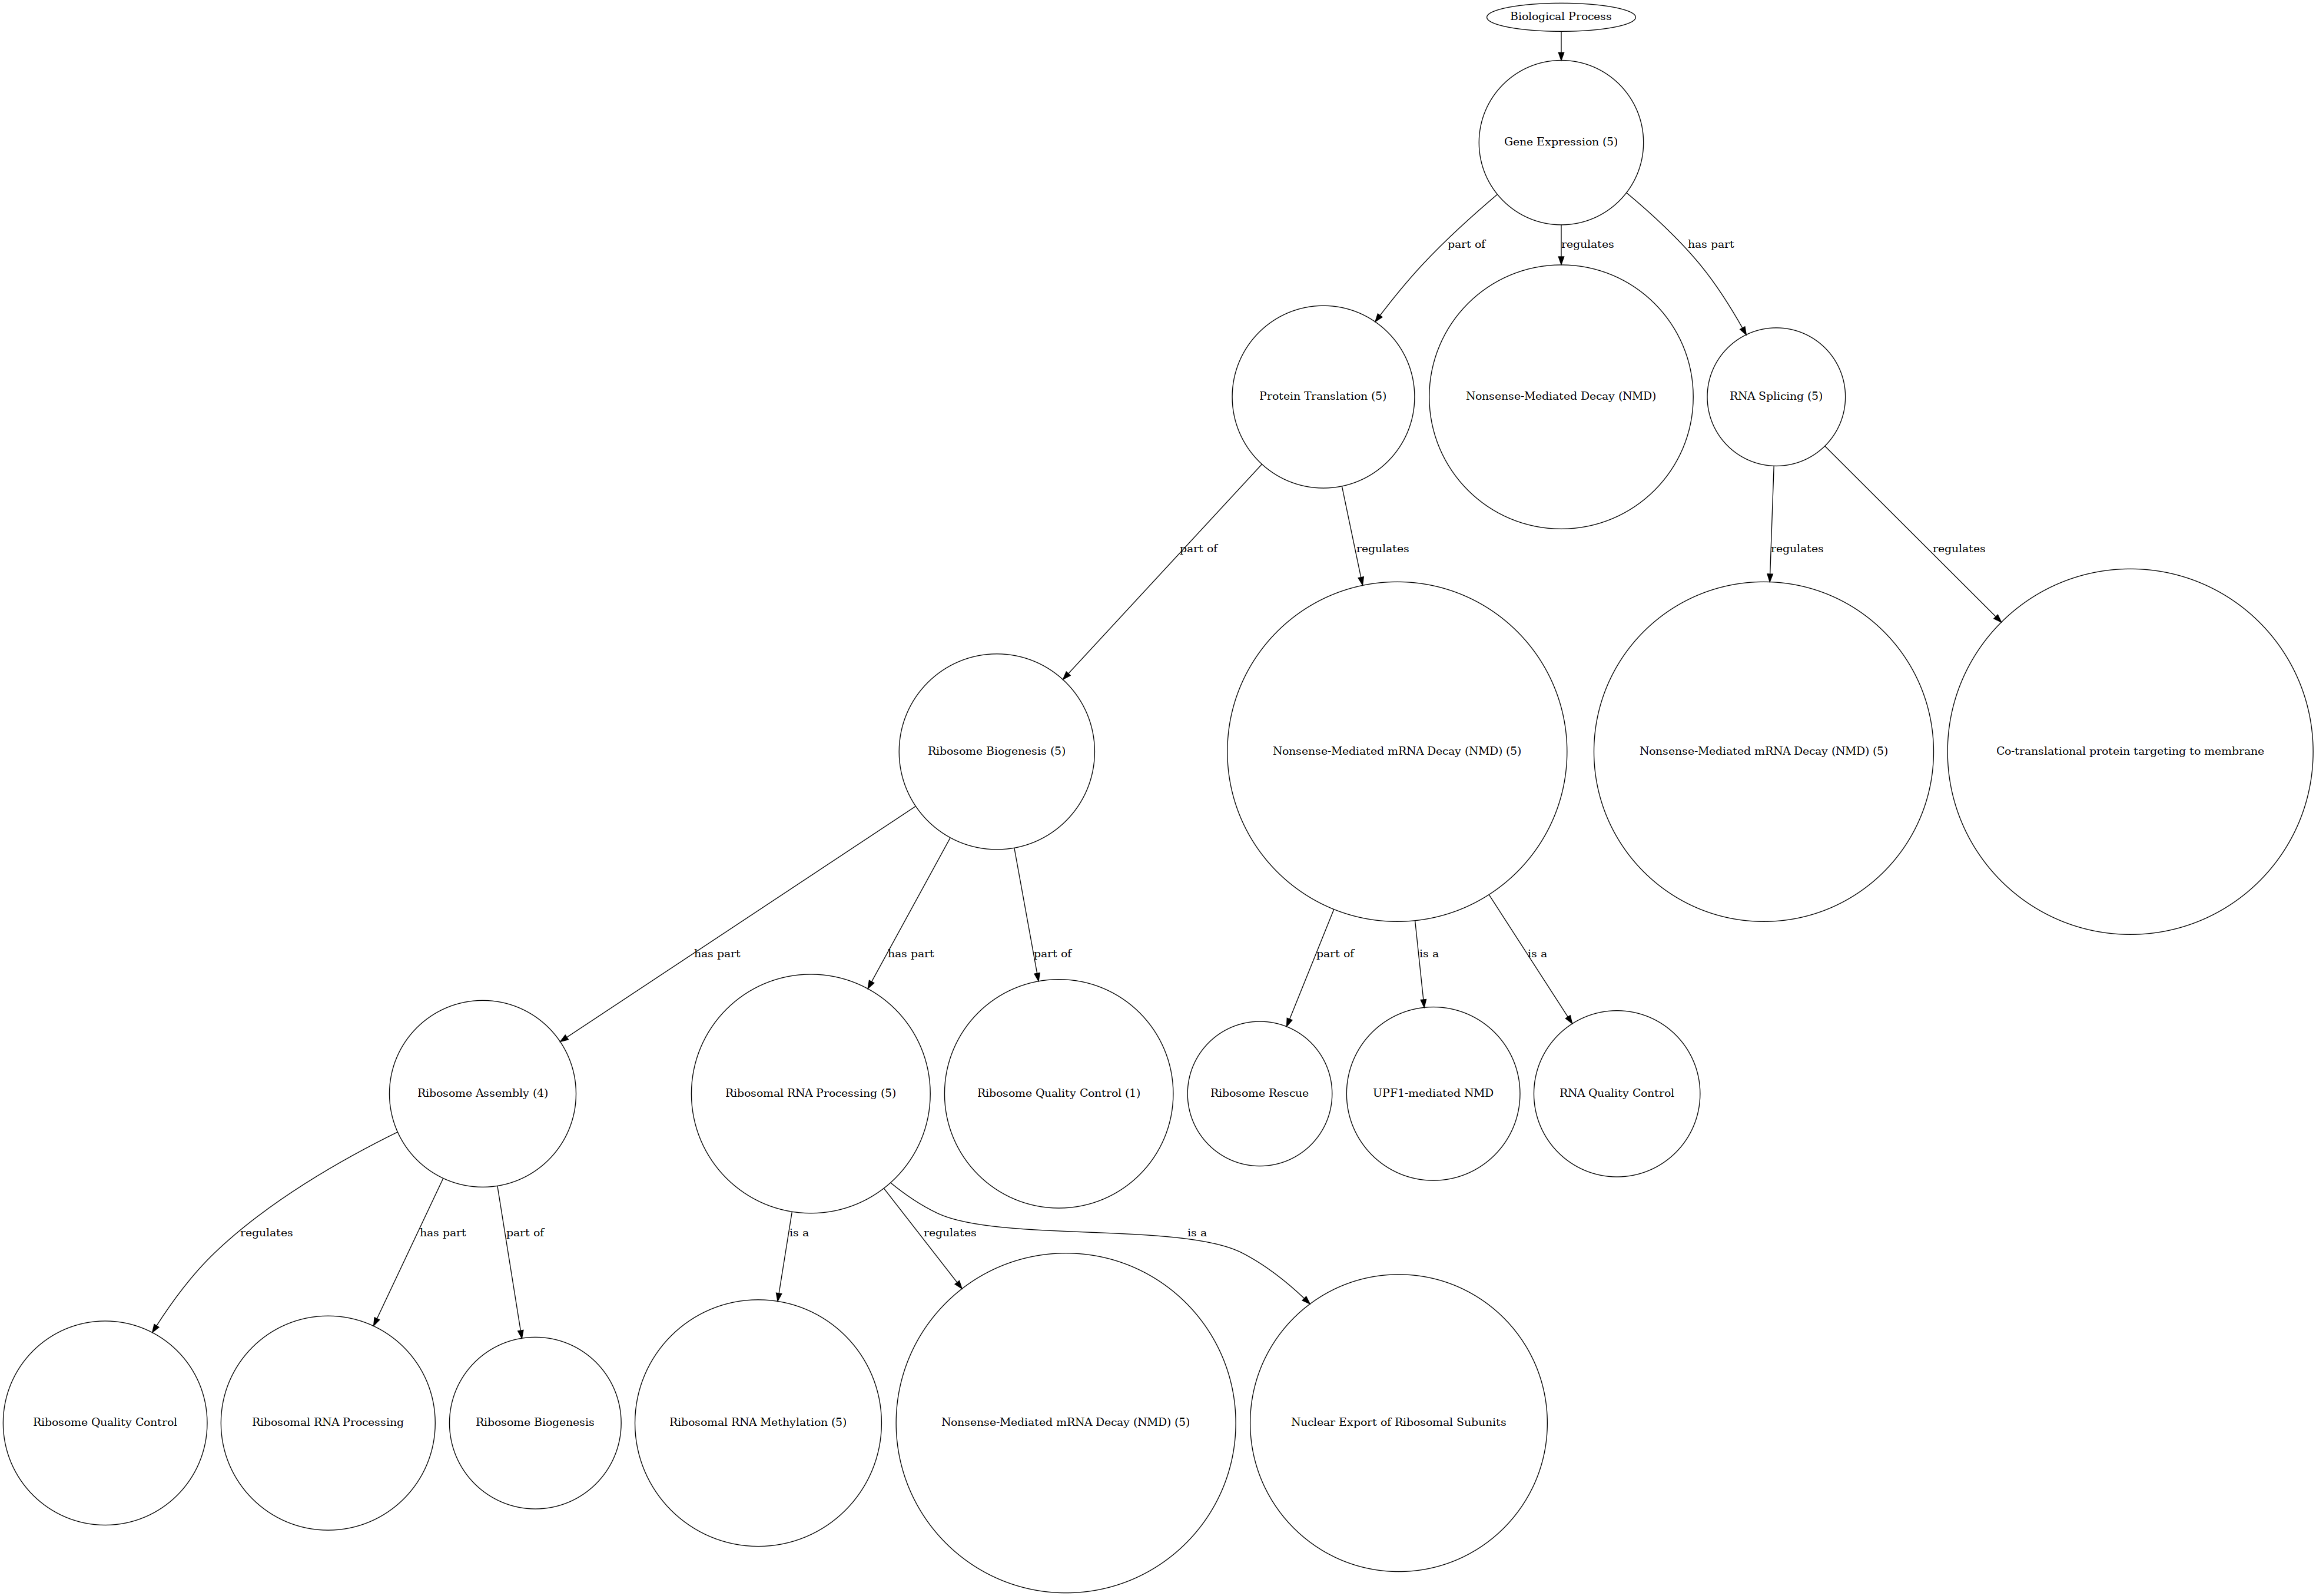 Biological Process
Gene Expression (5)
part of
regulates
has part
Protein Translation (5)
Nonsense-Mediated Decay (NMD)
RNA Splicing (5)
part of
regulates
regulates
regulates
Ribosome Biogenesis (5)
Nonsense-Mediated mRNA Decay (NMD) (5)
Nonsense-Mediated mRNA Decay (NMD) (5)
Co-translational protein targeting to membrane
has part
has part
part of
part of
is a
is a
Ribosome Assembly (4)
Ribosomal RNA Processing (5)
Ribosome Quality Control (1)
Ribosome Rescue
UPF1-mediated NMD
RNA Quality Control
regulates
has part
part of
is a
regulates
is a
Ribosome Quality Control
Ribosomal RNA Processing
Ribosome Biogenesis
Ribosomal RNA Methylation (5)
Nonsense-Mediated mRNA Decay (NMD) (5)
Nuclear Export of Ribosomal Subunits